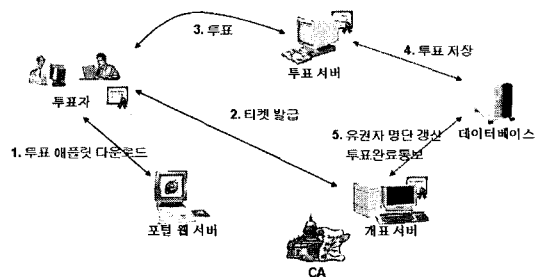 3. 투표
투표 서버
4. 투표 저장
투표자
2. 티켓 발급
데이터베이스
5. 유권자 명단 갱신
투표완료통보
1. 투표 애플릿 다운로드
포털 웹 서버
개표 서버
CA